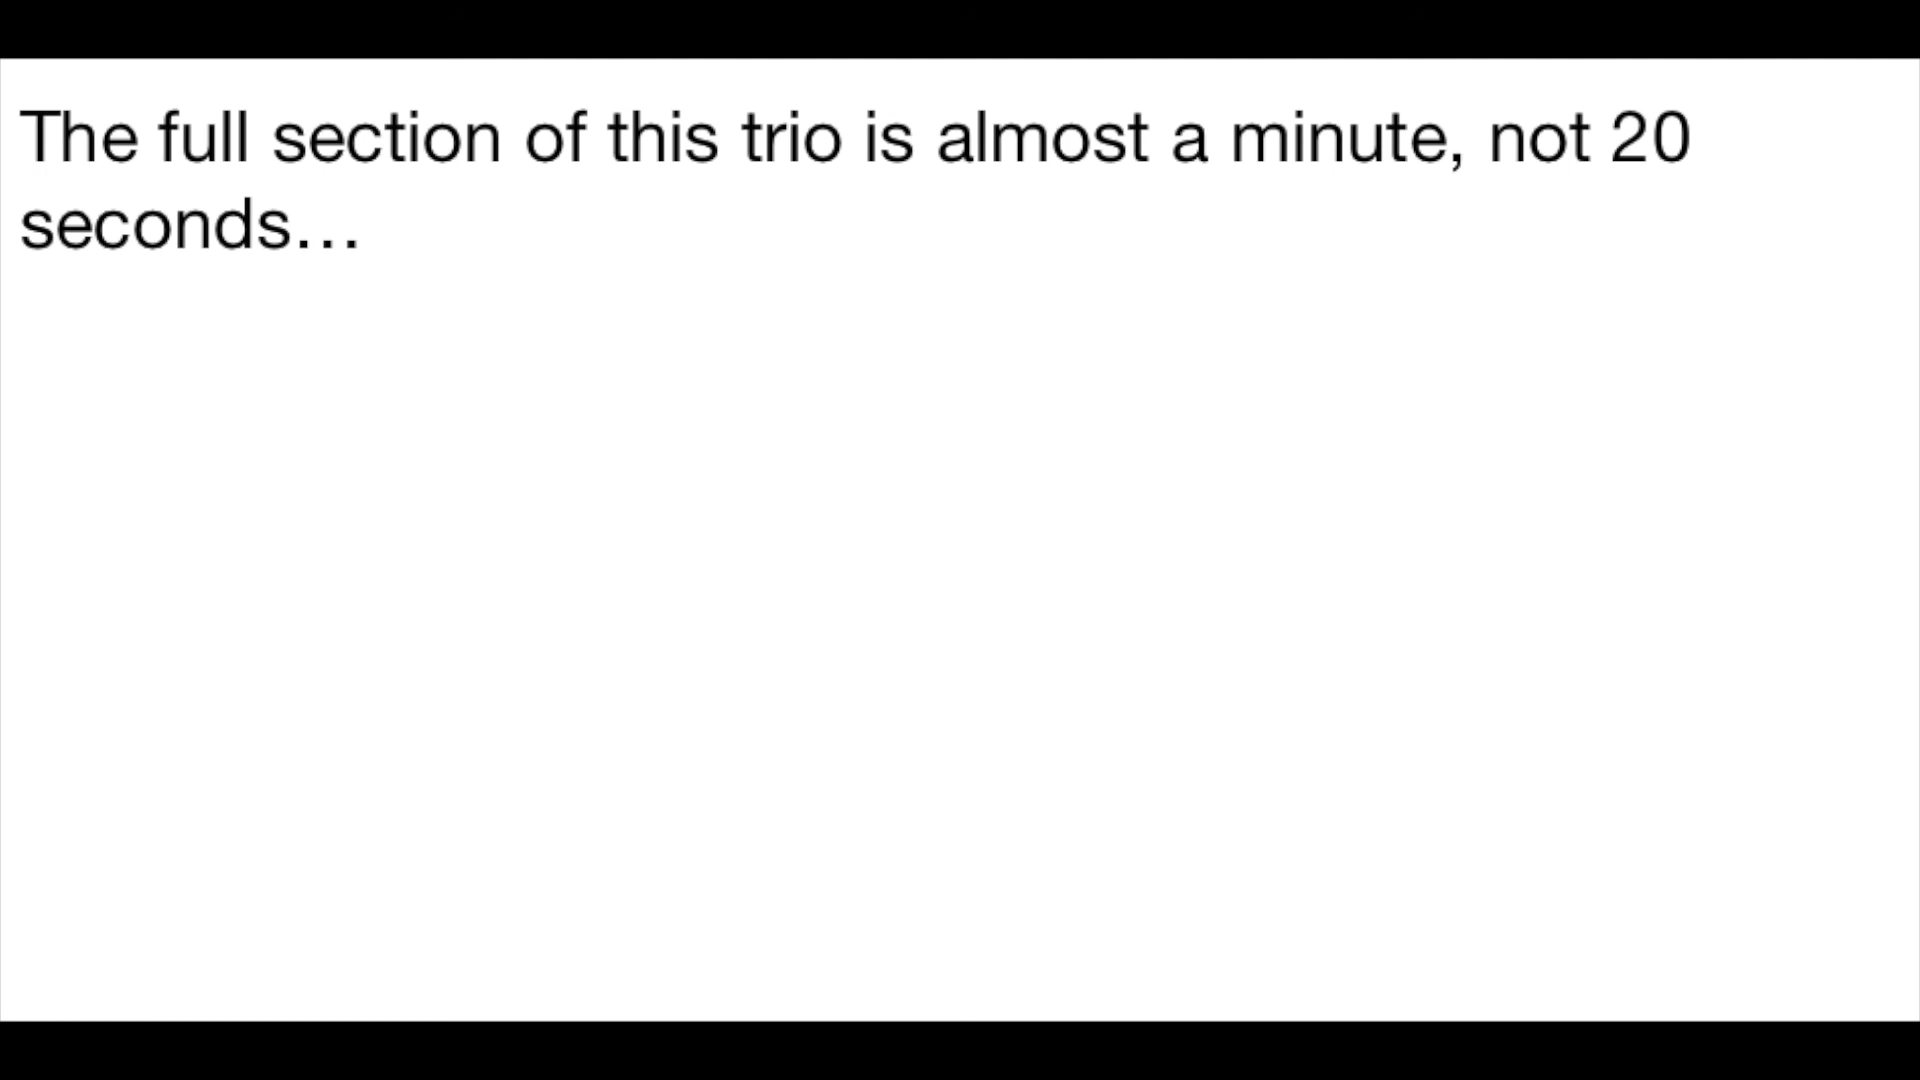 The full section of this trio is almost a minute, not 20
seconds…